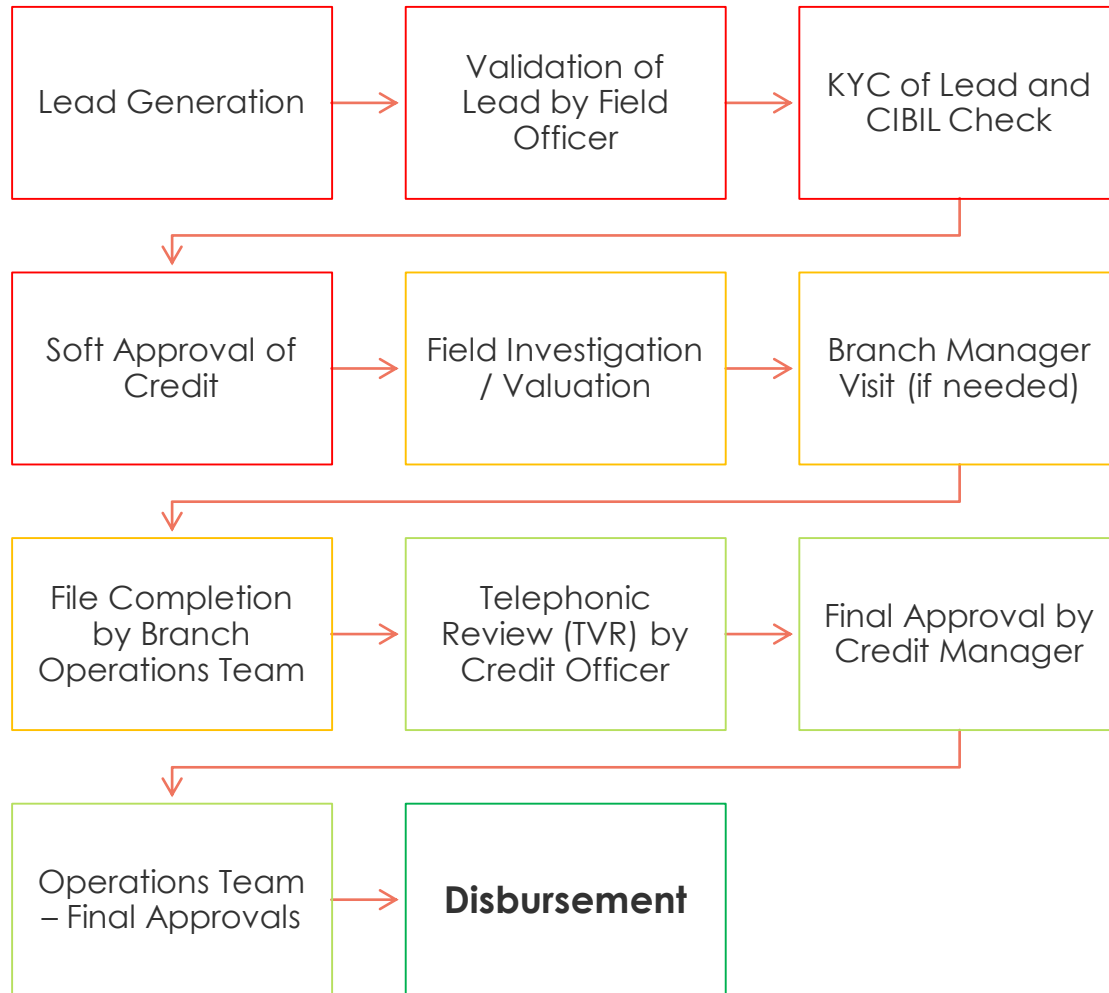 Lead Generation
Validation of
Lead by Field
Officer
KYC of Lead and
CIBIL Check
Soft Approval of
Credit
Field Investigation
/ Valuation
Branch Manager
Visit (if needed)
File Completion
by Branch
Operations Team
Telephonic
Review (TVR) by
Credit Officer
Final Approval by
Credit Manager
Operations Team
– Final Approvals
Disbursement